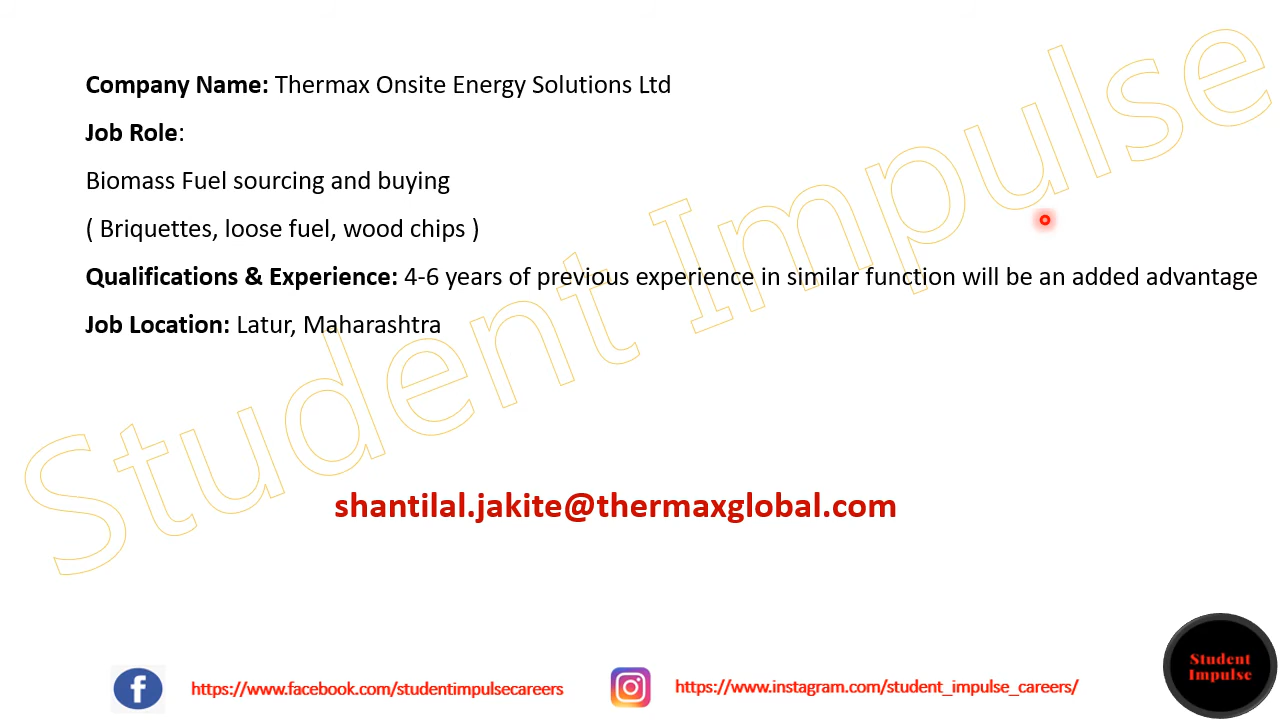 Company Name: Thermax Onsite Energy Solutions Ltd
Job Role:
Biomass Fuel sourcing and buying
( Briquettes, loose fuel, wood chips )
Qualifications & Experience: 4-6 years of previous experience in similar function will be an added advantage
Job Location: Latur, Maharashtra
Student Impulse
shantilal.jakite@thermaxglobal.com
https://www.facebook.com/studentimpulsecareers
https://www.instagram.com/student_impulse_careers/
Student
Impulse